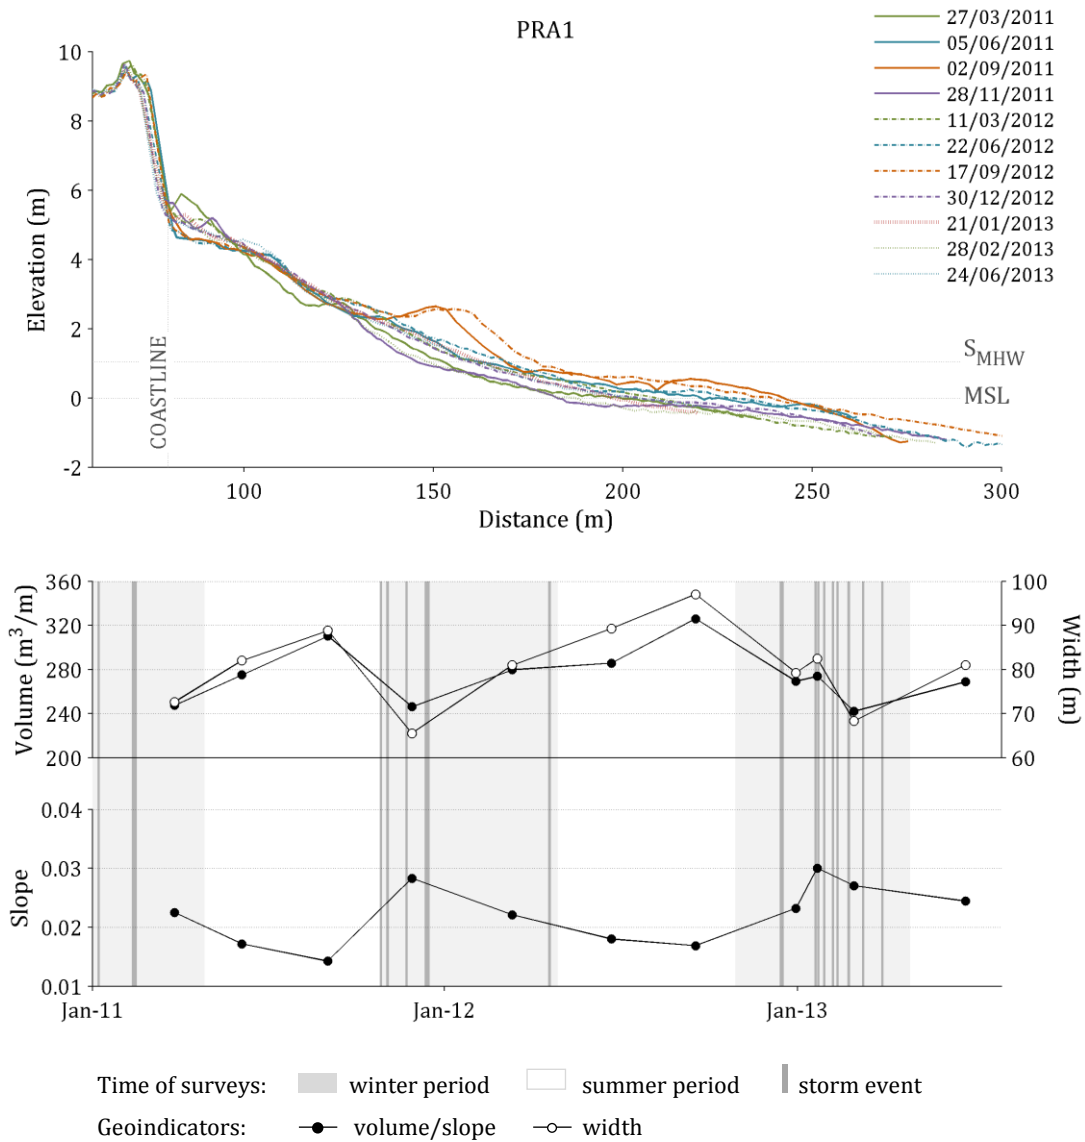 PRA1
27/03/2011
05/06/2011
02/09/2011
28/11/2011
11/03/2012
22/06/2012
17/09/2012
30/12/2012
21/01/2013
28/02/2013
24/06/2013
Elevation (m)
10
8
6
4
2
0
-2
COASTLINE
S_MHW
MSL
100
150
200
250
300
Distance (m)
Volume (m³/m)
360
320
280
240
200
100
90
80
70
60
Width (m)
Slope
0.04
0.03
0.02
0.01
Jan-11
Jan-12
Jan-13
Time of surveys: winter period summer period storm event
Geoindicators: volume/slope width